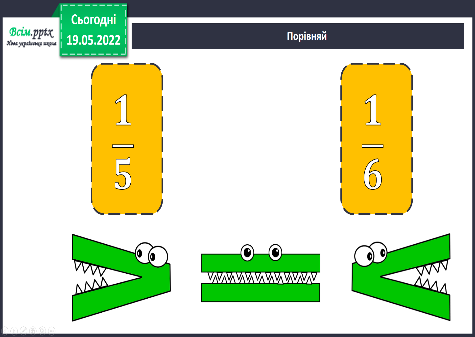 Всім.pptx
Нова українська школа
Сьогодні
19.05.2022
Порівняй
1
5
1
6